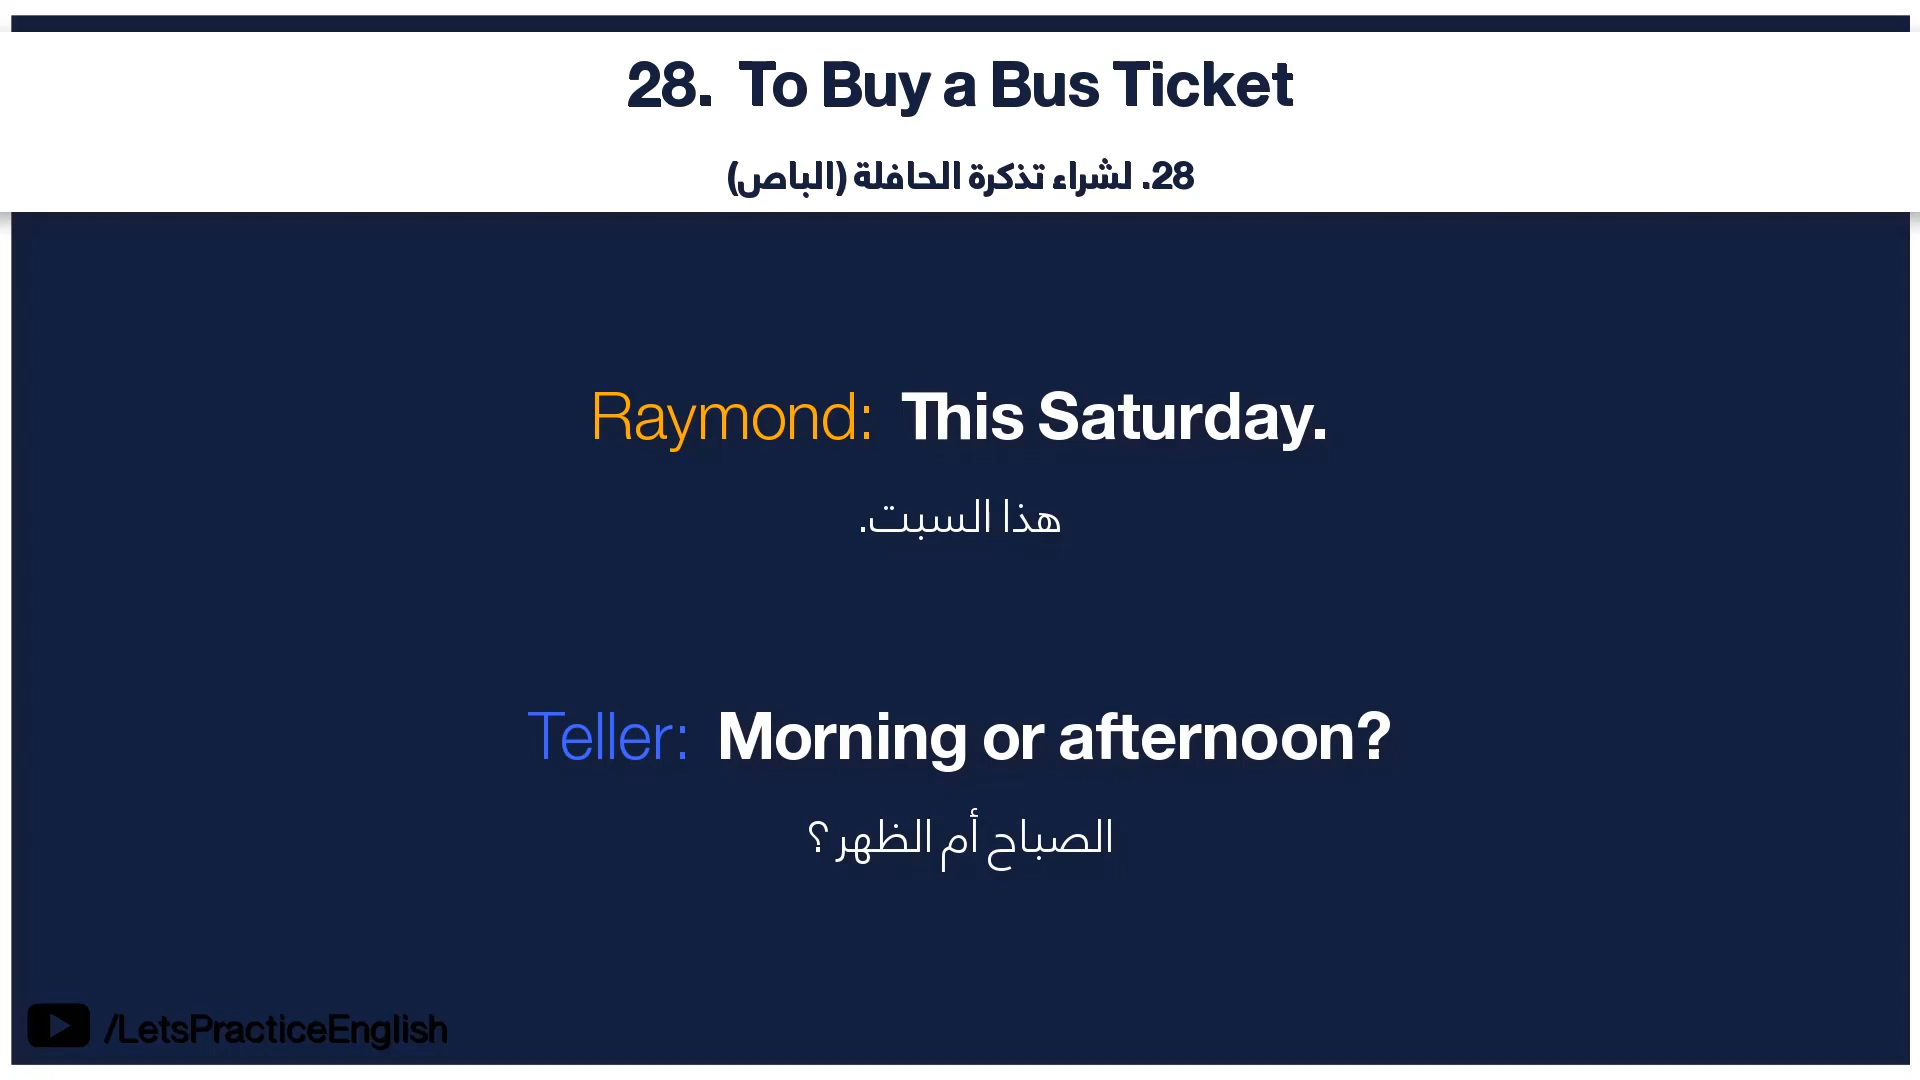 28. To Buy a Bus Ticket
28. لشراء تذكرة الحافلة (الباص)
Raymond: This Saturday.
هذا السبت.
Teller: Morning or afternoon?
الصباح أم الظهر؟
/LetsPracticeEnglish